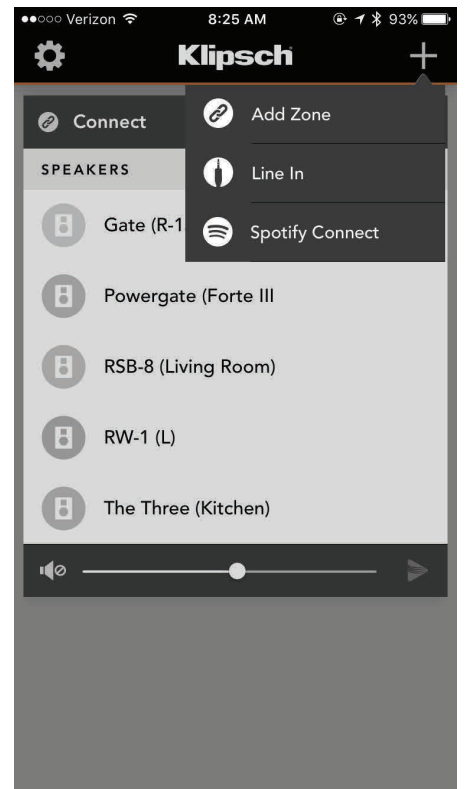 Verizon 8:25 AM 93%
Klipsch
Connect
Add Zone
Line In
Spotify Connect
SPEAKERS
Gate (R-1
Powergate (Forte III
RSB-8 (Living Room)
RW-1 (L)
The Three (Kitchen)